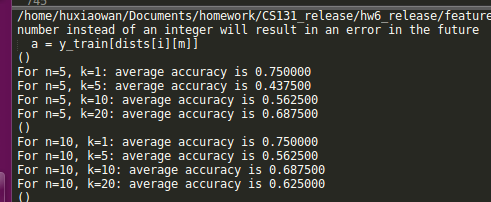 /home/huxiaowan/Documents/homework/CS131_release/hw6_release/feature
number instead of an integer will result in an error in the future
a = y_train[dists[i][m]]
()
For n=5, k=1: average accuracy is 0.750000
For n=5, k=5: average accuracy is 0.437500
For n=5, k=10: average accuracy is 0.562500
For n=5, k=20: average accuracy is 0.687500
()
For n=10, k=1: average accuracy is 0.750000
For n=10, k=5: average accuracy is 0.562500
For n=10, k=10: average accuracy is 0.687500
For n=10, k=20: average accuracy is 0.625000
()